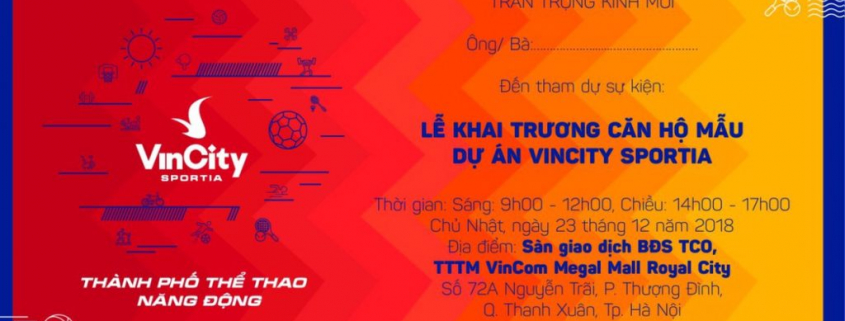 VinCity
SPORTIA
THÀNH PHỐ THỂ THAO
NĂNG ĐỘNG
TRÂN TRỌNG KÍNH MỜI
Ông/ Bà:......................................................
Đến tham dự sự kiện:
LỄ KHAI TRƯƠNG CĂN HỘ MẪU
DỰ ÁN VINCITY SPORTIA
Thời gian: Sáng: 9h00 - 12h00, Chiều: 14h00 - 17h00
Chủ Nhật, ngày 23 tháng 12 năm 2018
Địa điểm: Sàn giao dịch BĐS TCO,
TTTM VinCom Megal Mall Royal City
Số 72A Nguyễn Trãi, P. Thượng Đình,
Q. Thanh Xuân, Tp. Hà Nội